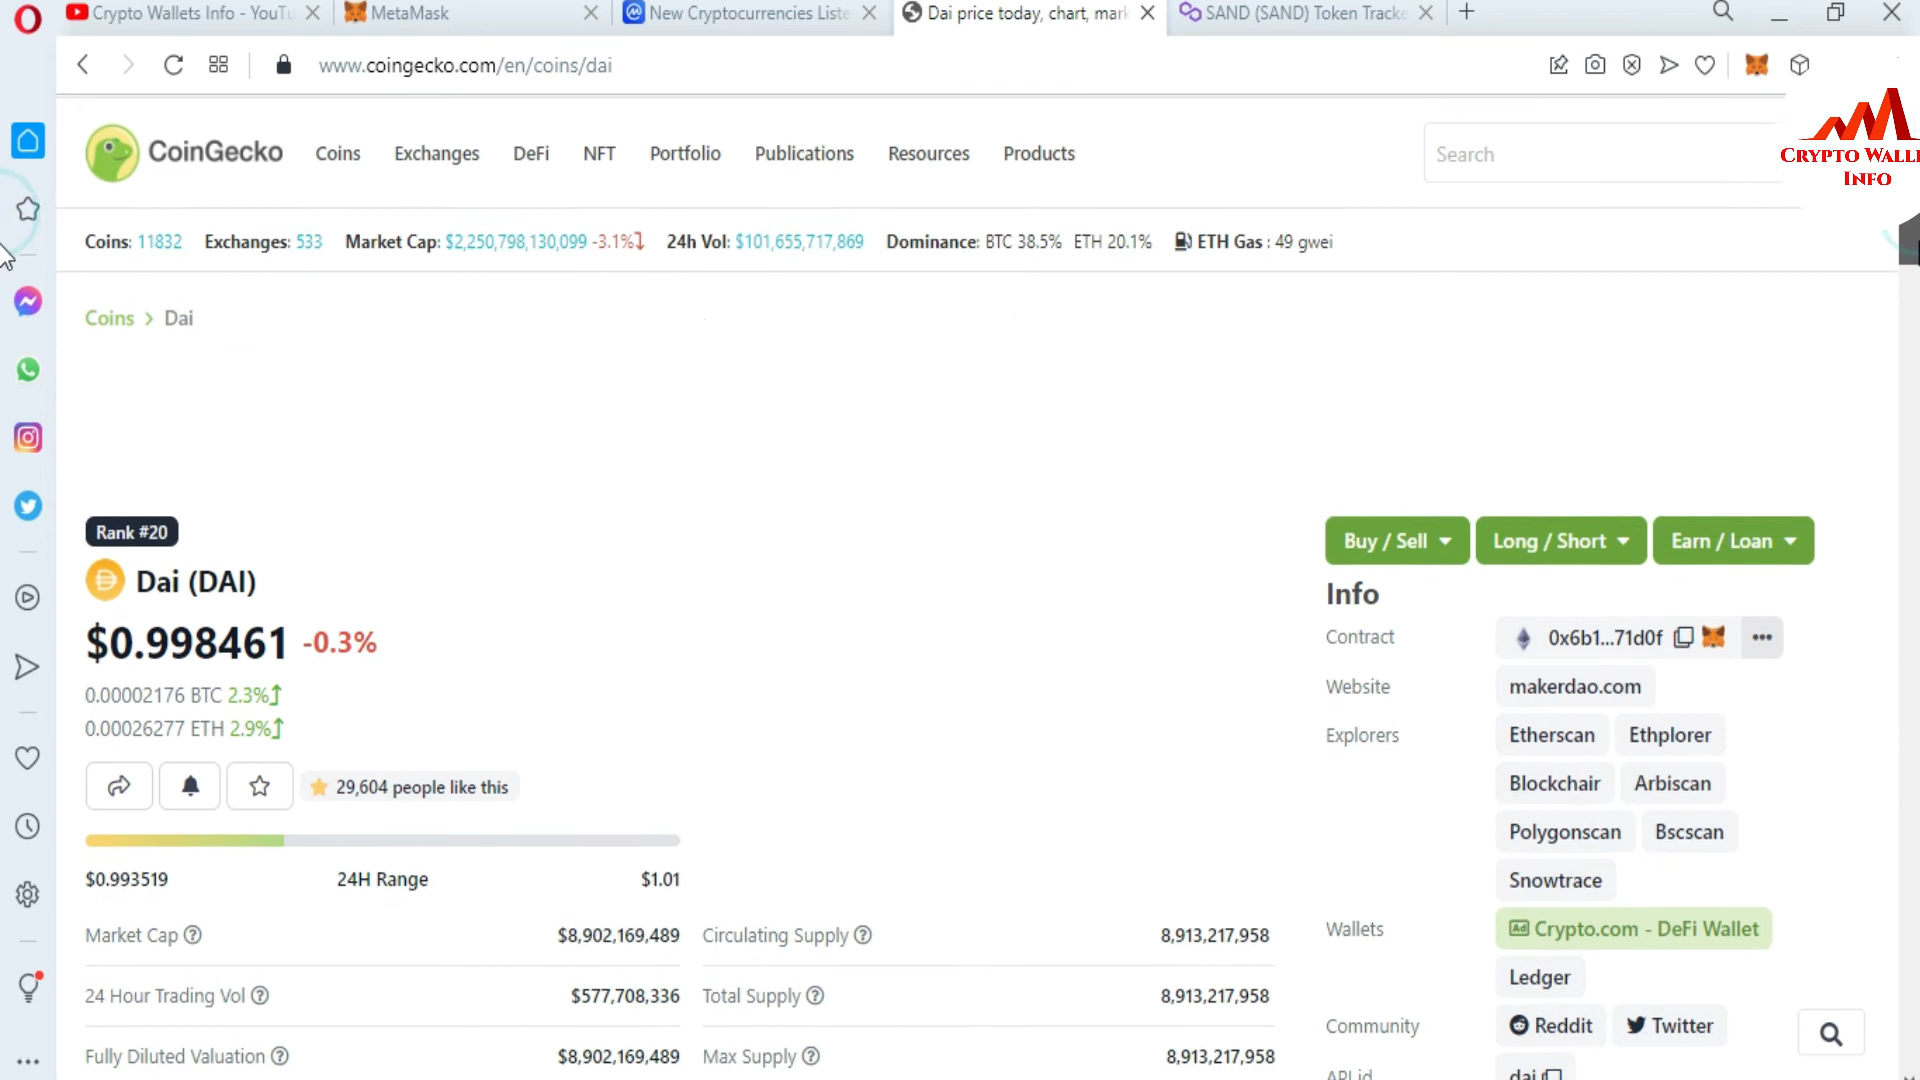 Crypto Wallets Info - YouTu
MetaMask
New Cryptocurrencies Liste
Dai price today, chart, mark
SAND (SAND) Token Tracke
www.coingecko.com/en/coins/dai
CoinGecko
Coins
Exchanges
DeFi
NFT
Portfolio
Publications
Resources
Products
Search
CRYPTO WALLE
INFO
Coins: 11832 Exchanges: 533 Market Cap: $2,250,798,130,099 -3.1% 24h Vol: $101,655,717,869 Dominance: BTC 38.5% ETH 20.1% ETH Gas : 49 gwei
Coins > Dai
Rank #20
Dai (DAI)
$0.998461 -0.3%
0.00002176 BTC 2.3%
0.00026277 ETH 2.9%
29,604 people like this
$0.993519 24H Range $1.01
Market Cap $8,902,169,489
Circulating Supply 8,913,217,958
24 Hour Trading Vol $577,708,336
Total Supply 8,913,217,958
Fully Diluted Valuation $8,902,169,489
Max Supply 8,913,217,958
Buy / Sell
Long / Short
Earn / Loan
Info
Contract 0x6b1...71d0f
Website makerdao.com
Explorers Etherscan Ethplorer
Blockchair Arbiscan
Polygonscan Bscscan
Snowtrace
Wallets Ad Crypto.com - DeFi Wallet
Ledger
Community Reddit Twitter
API id dai